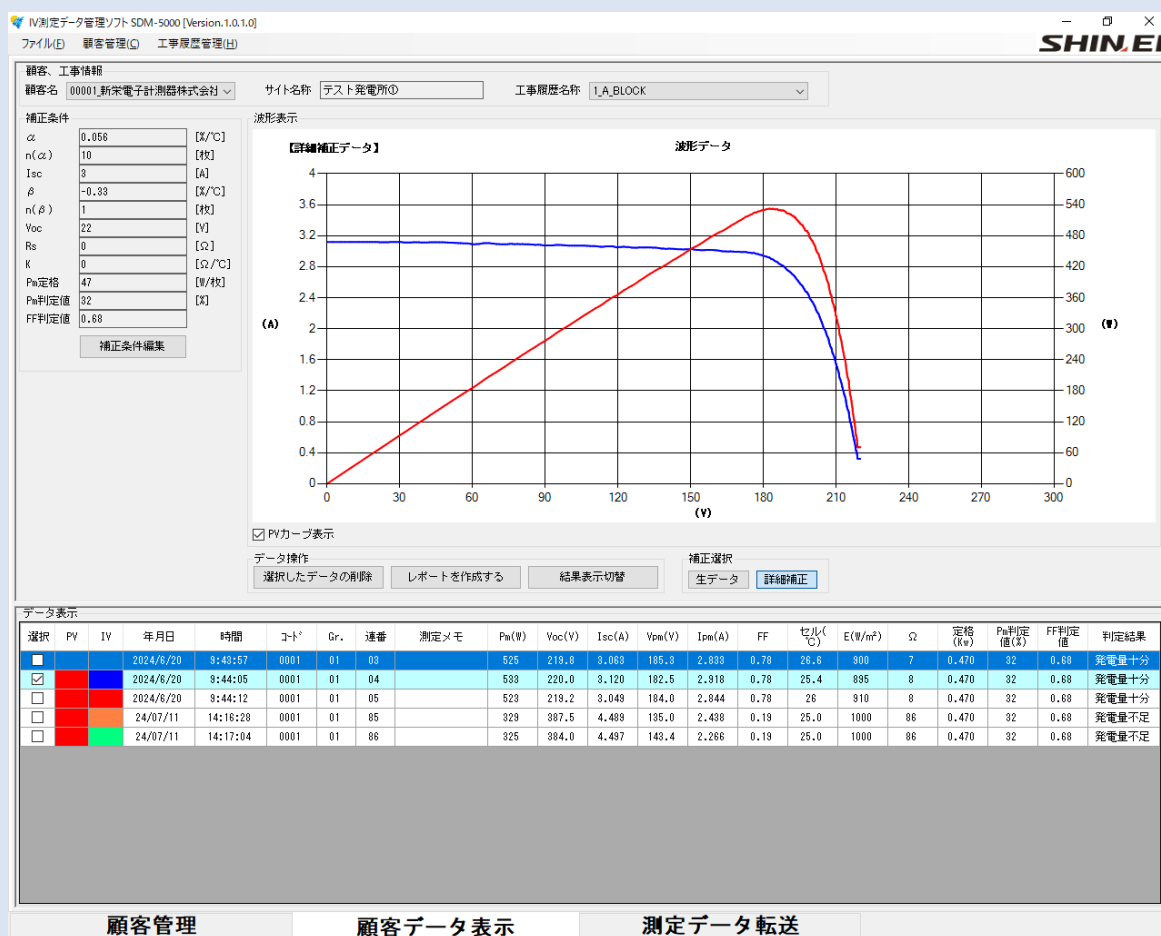 IV測定データ管理ソフト SDM-5000 [Version.1.0.1.0]
ファイル(F) 顧客管理(C) 工事履歴管理(H)
SHIN.EI
顧客、工事情報
顧客名 00001_新栄電子計測器株式会社 サイト名称 テスト発電所① 工事履歴名称 1_A_BLOCK
補正条件
α 0.056 [%/℃]
n(α) 10 [枚]
Isc 3 [A]
β -0.33 [%/℃]
n(β) 1 [枚]
Voc 22 [V]
Rs 0 [Ω]
K 0 [Ω/℃]
Pm定格 47 [W/枚]
Pm判定値 32 [%]
FF判定値 0.68
補正条件編集
波形表示
【詳細補正データ】 波形データ
4 600
3.6 540
3.2 480
2.8 420
2.4 360
(A) 2 300 (W)
1.6 240
1.2 180
0.8 120
0.4 60
0 0
0 30 60 90 120 150 180 210 240 270 300
(V)
PVカーブ表示
データ操作
選択したデータの削除 レポートを作成する 結果表示切替
補正選択
生データ 詳細補正
データ表示
選択 PV IV 年月日 時間 コード Gr. 連番 測定メモ Pm(W) Voc(V) Isc(A) Vpm(V) Ipm(A) FF セル(℃) E(W/m²) Ω 定格(Kw) Pm判定値(%) FF判定値 判定結果
2024/6/20 9:43:57 0001 01 03 525 219.8 3.063 185.3 2.833 0.78 26.6 900 7 0.470 32 0.68 発電量十分
2024/6/20 9:44:05 0001 01 04 533 220.0 3.120 182.5 2.918 0.78 25.4 895 8 0.470 32 0.68 発電量十分
2024/6/20 9:44:12 0001 01 05 523 219.2 3.049 184.0 2.844 0.78 26 910 8 0.470 32 0.68 発電量十分
24/07/11 14:16:28 0001 01 85 329 387.5 4.489 135.0 2.438 0.19 25.0 1000 86 0.470 32 0.68 発電量不足
24/07/11 14:17:04 0001 01 86 325 384.0 4.497 143.4 2.266 0.19 25.0 1000 86 0.470 32 0.68 発電量不足
顧客管理 顧客データ表示 測定データ転送